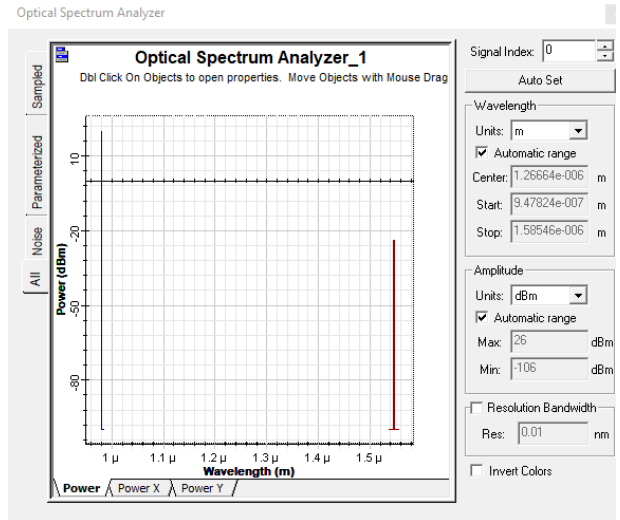 Optical Spectrum Analyzer
Optical Spectrum Analyzer_1
Dbl Click On Objects to open properties. Move Objects with Mouse Drag
Sampled
Parameterized
Noise
All
Power (dBm)
10
-20
-50
-80
1 µ
1.1 µ
1.2 µ
1.3 µ
1.4 µ
1.5 µ
Wavelength (m)
Power
Power X
Power Y
Signal Index: 0
Auto Set
Wavelength
Units: m
Automatic range
Center: 1.26664e-006 m
Start: 9.47824e-007 m
Stop: 1.58546e-006 m
Amplitude
Units: dBm
Automatic range
Max: 26 dBm
Min: -106 dBm
Resolution Bandwidth
Res: 0.01 nm
Invert Colors